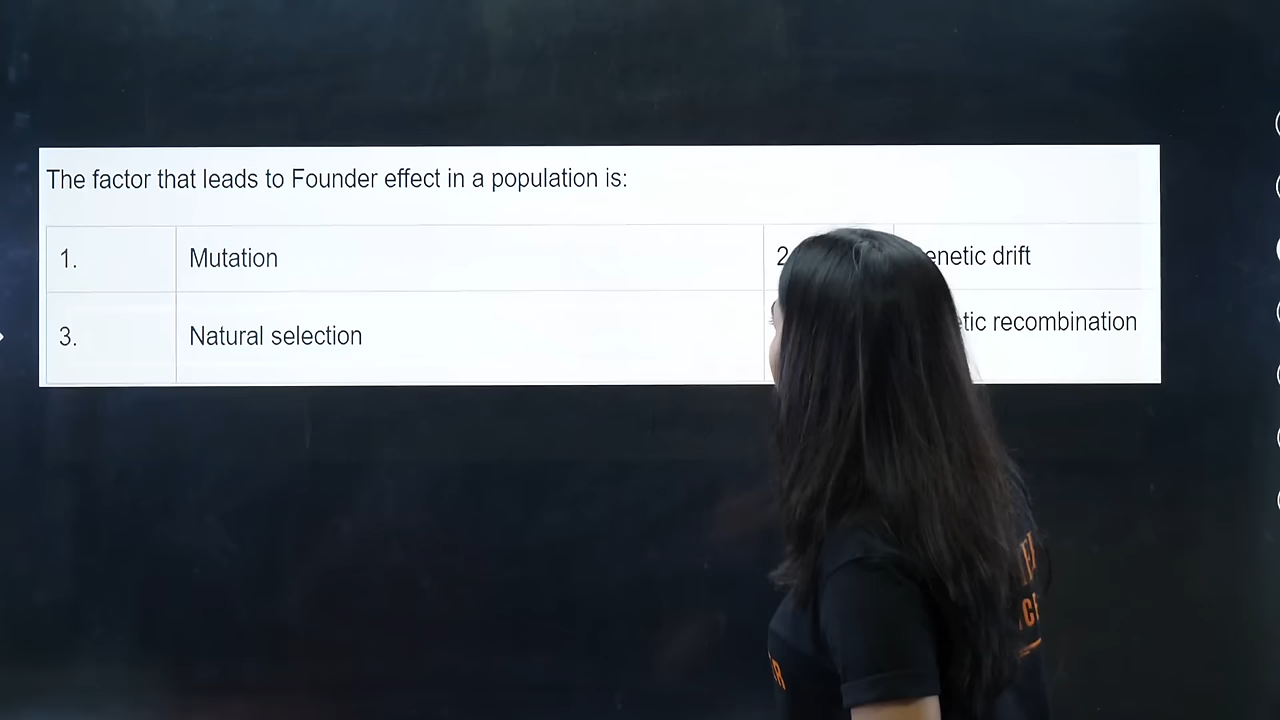 The factor that leads to Founder effect in a population is:
1. Mutation 2 enetic drift
3. Natural selection etic recombination